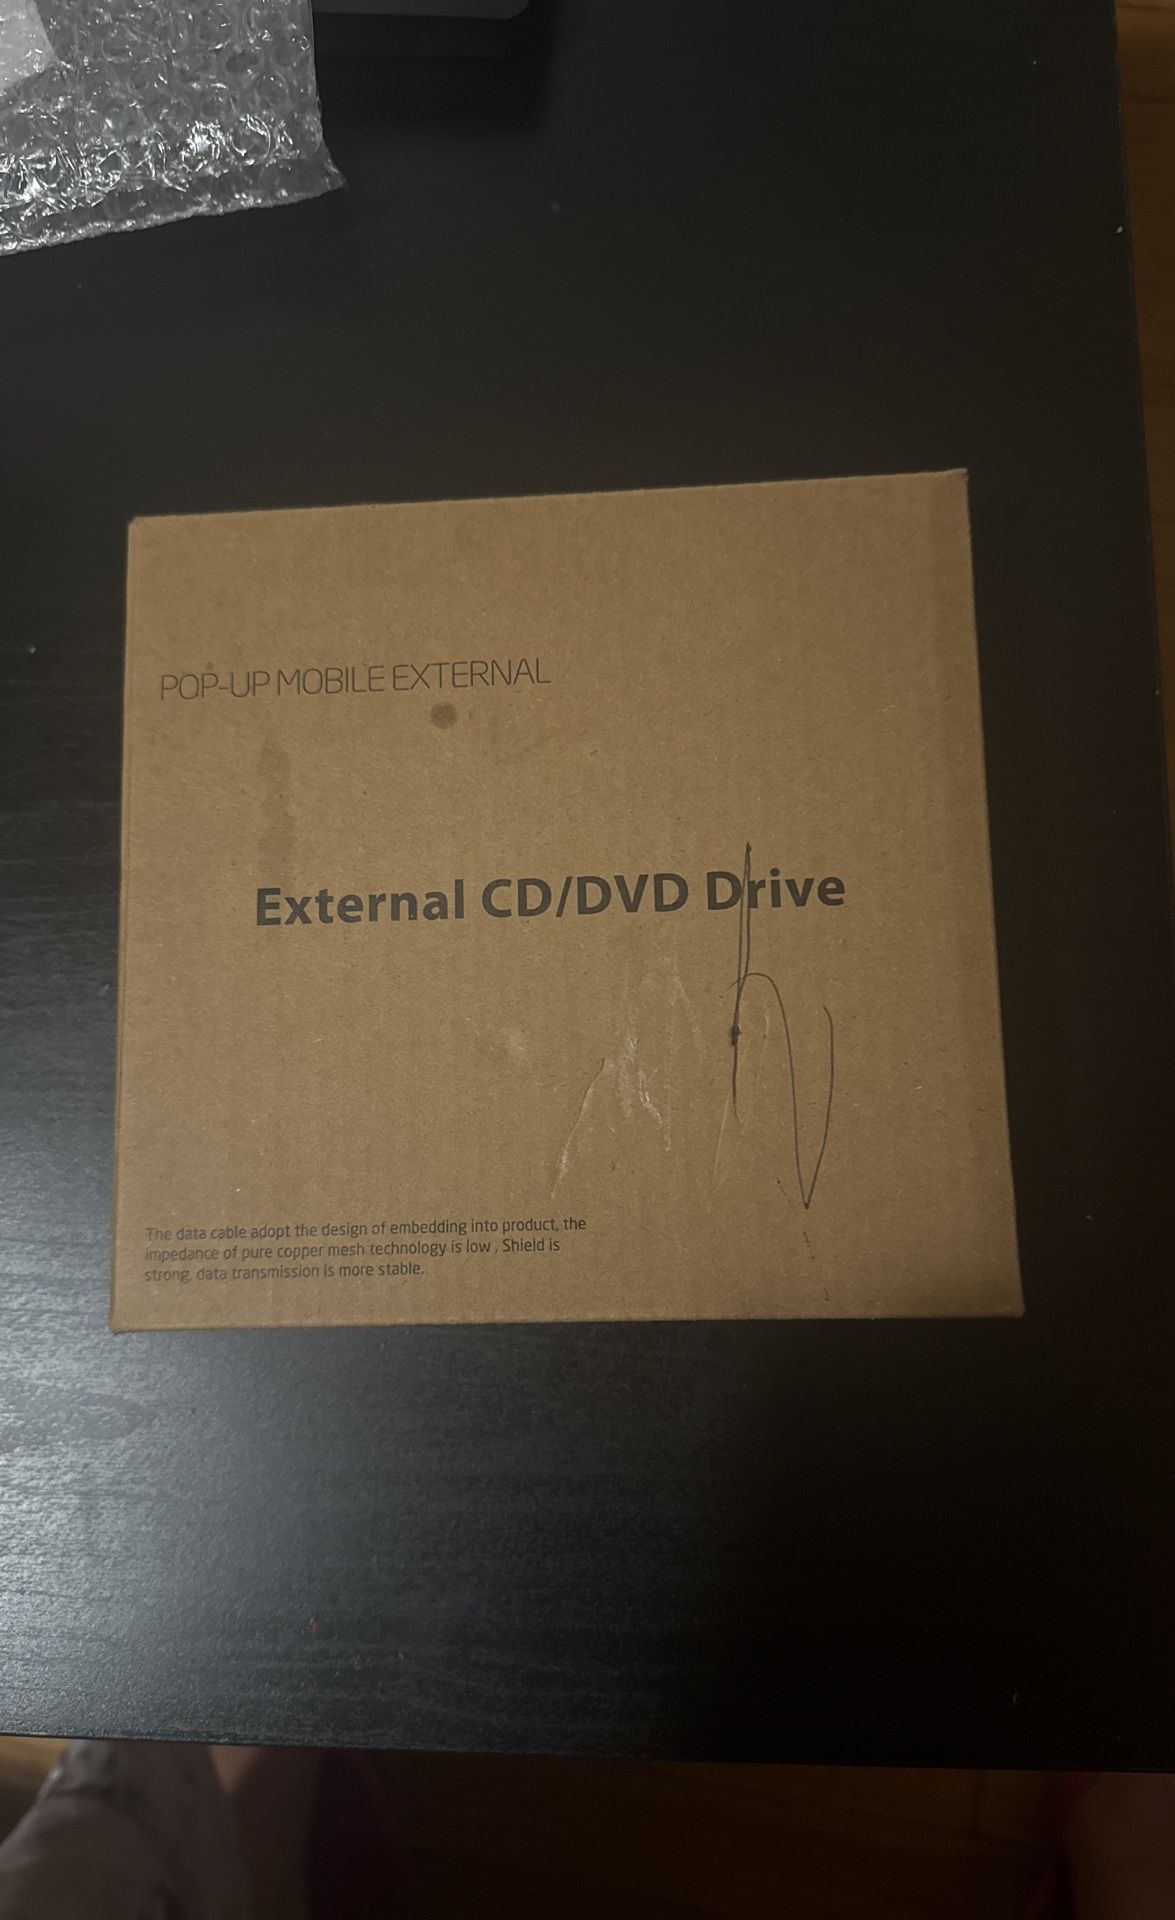 POP-UP MOBILE EXTERNAL
External CD/DVD Drive
The data cable adopt the design of embedding into product, the
impedance of pure copper mesh technology is low , Shield is
strong, data transmission is more stable.